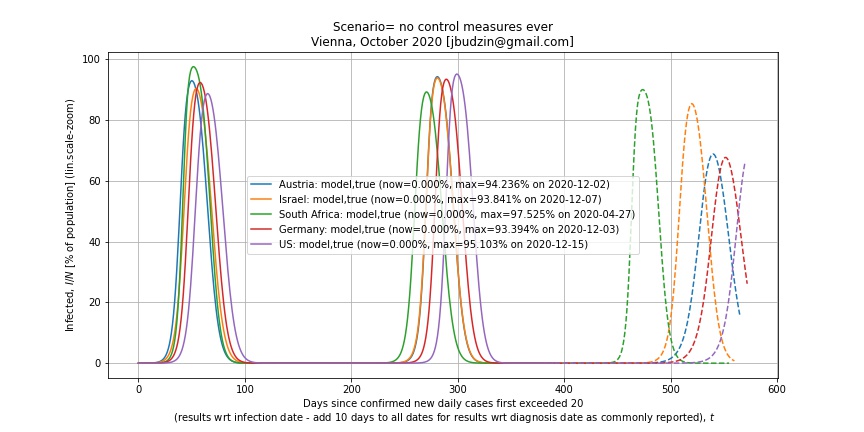 Scenario= no control measures ever
Vienna, October 2020 [jbudzin@gmail.com]
Infected, I/N [% of population] (lin.scale-zoom)
100
80
60
40
20
0
Austria: model,true (now=0.000%, max=94.236% on 2020-12-02)
Israel: model,true (now=0.000%, max=93.841% on 2020-12-07)
South Africa: model,true (now=0.000%, max=97.525% on 2020-04-27)
Germany: model,true (now=0.000%, max=93.394% on 2020-12-03)
US: model,true (now=0.000%, max=95.103% on 2020-12-15)
0 100 200 300 400 500 600
Days since confirmed new daily cases first exceeded 20
(results wrt infection date - add 10 days to all dates for results wrt diagnosis date as commonly reported), t